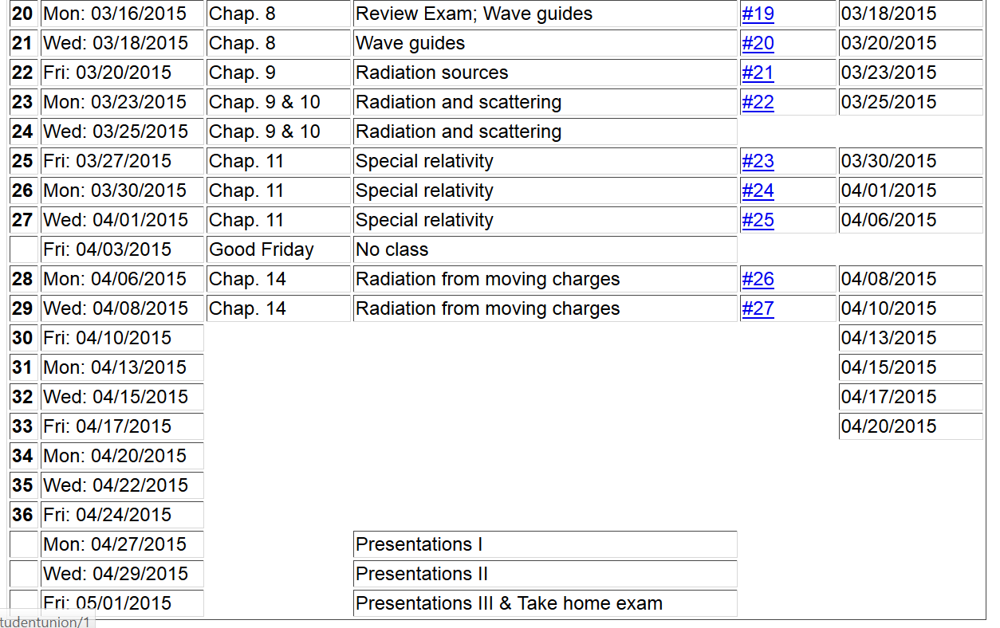 20 Mon: 03/16/2015 Chap. 8 Review Exam; Wave guides #19 03/18/2015
21 Wed: 03/18/2015 Chap. 8 Wave guides #20 03/20/2015
22 Fri: 03/20/2015 Chap. 9 Radiation sources #21 03/23/2015
23 Mon: 03/23/2015 Chap. 9 & 10 Radiation and scattering #22 03/25/2015
24 Wed: 03/25/2015 Chap. 9 & 10 Radiation and scattering
25 Fri: 03/27/2015 Chap. 11 Special relativity #23 03/30/2015
26 Mon: 03/30/2015 Chap. 11 Special relativity #24 04/01/2015
27 Wed: 04/01/2015 Chap. 11 Special relativity #25 04/06/2015
Fri: 04/03/2015 Good Friday No class
28 Mon: 04/06/2015 Chap. 14 Radiation from moving charges #26 04/08/2015
29 Wed: 04/08/2015 Chap. 14 Radiation from moving charges #27 04/10/2015
30 Fri: 04/10/2015 04/13/2015
31 Mon: 04/13/2015 04/15/2015
32 Wed: 04/15/2015 04/17/2015
33 Fri: 04/17/2015 04/20/2015
34 Mon: 04/20/2015
35 Wed: 04/22/2015
36 Fri: 04/24/2015
Mon: 04/27/2015 Presentations I
Wed: 04/29/2015 Presentations II
Fri: 05/01/2015 Presentations III & Take home exam
tudentunion/1